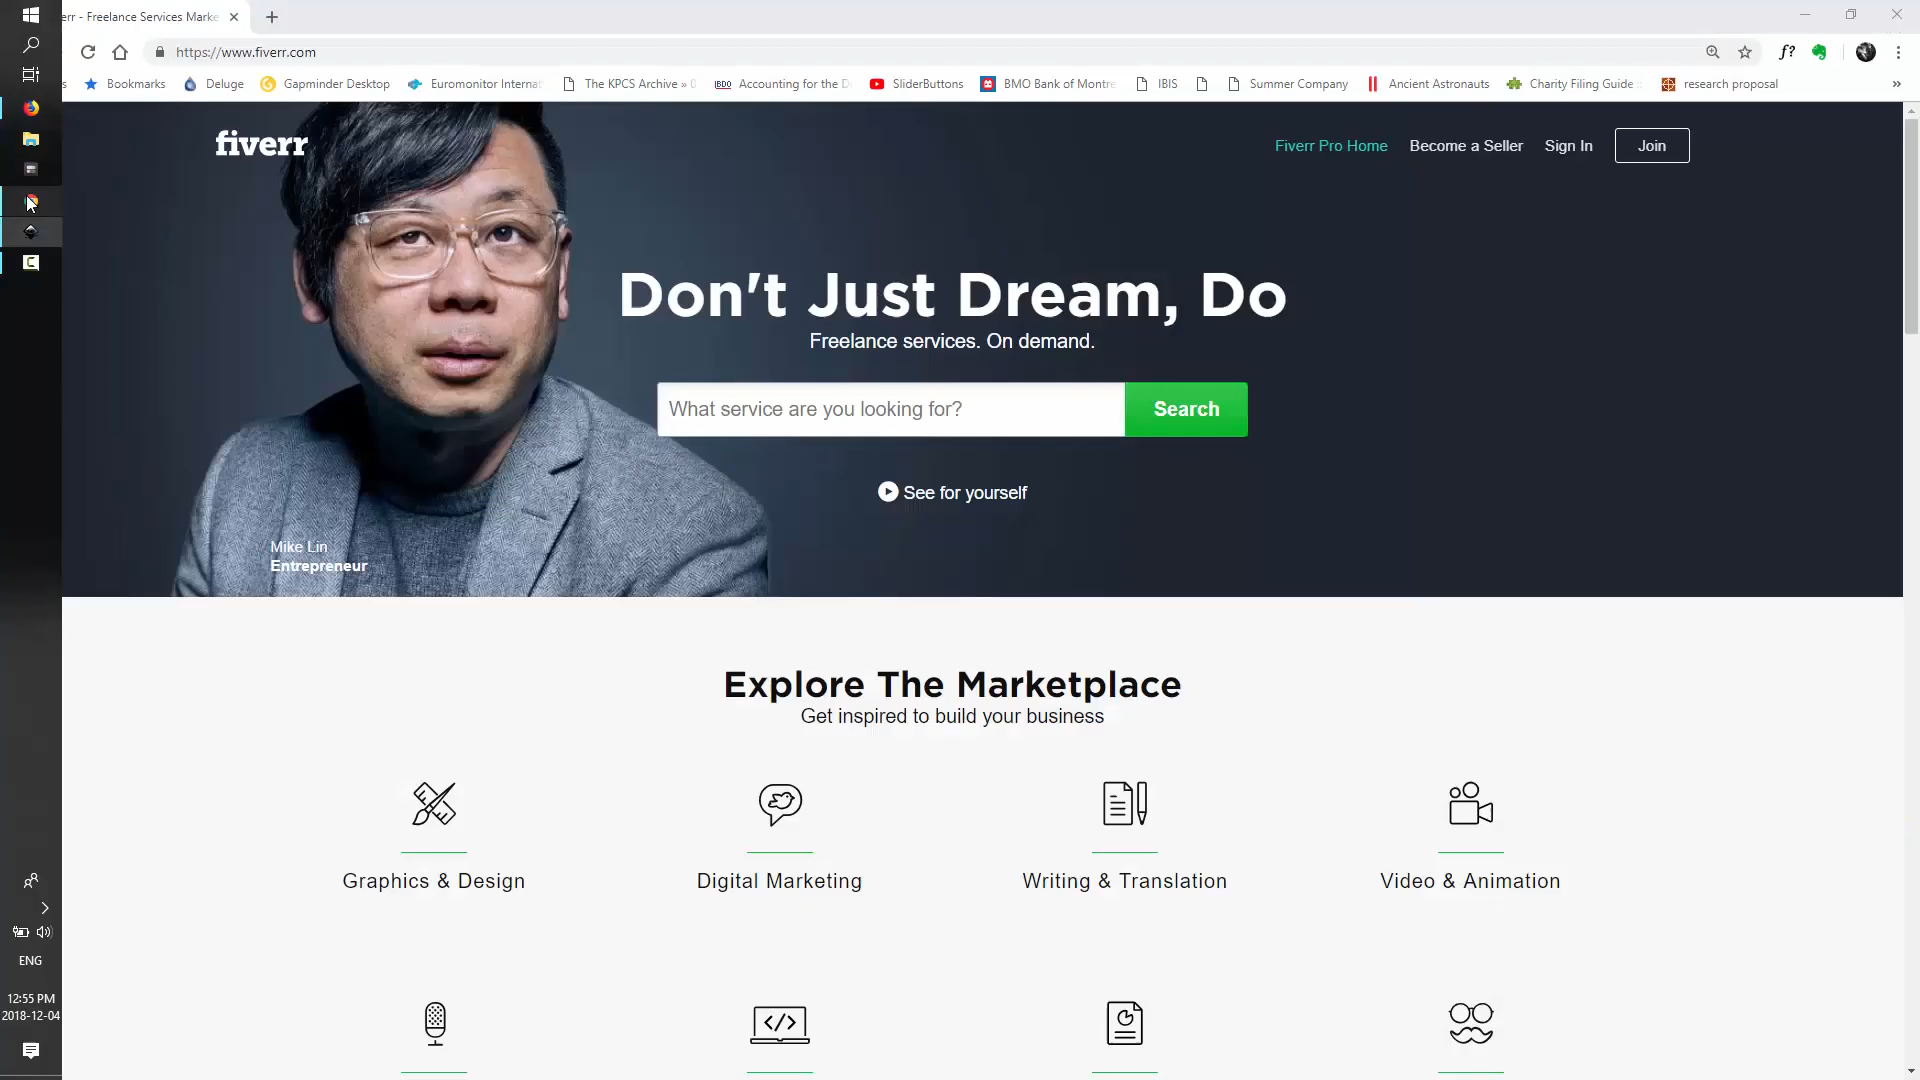 err - Freelance Services Marke
https://www.fiverr.com
s
Bookmarks
Deluge
Gapminder Desktop
Euromonitor Internat
The KPCS Archive » 0
BDO
Accounting for the D
SliderButtons
BMO Bank of Montre
IBIS
Summer Company
Ancient Astronauts
Charity Filing Guide ::
research proposal
»
fiverr
Fiverr Pro Home
Become a Seller
Sign In
Join
Don't Just Dream, Do
Freelance services. On demand.
What service are you looking for?
Search
See for yourself
Mike Lin
Entrepreneur
Explore The Marketplace
Get inspired to build your business
Graphics & Design
Digital Marketing
Writing & Translation
Video & Animation
ENG
12:55 PM
2018-12-04